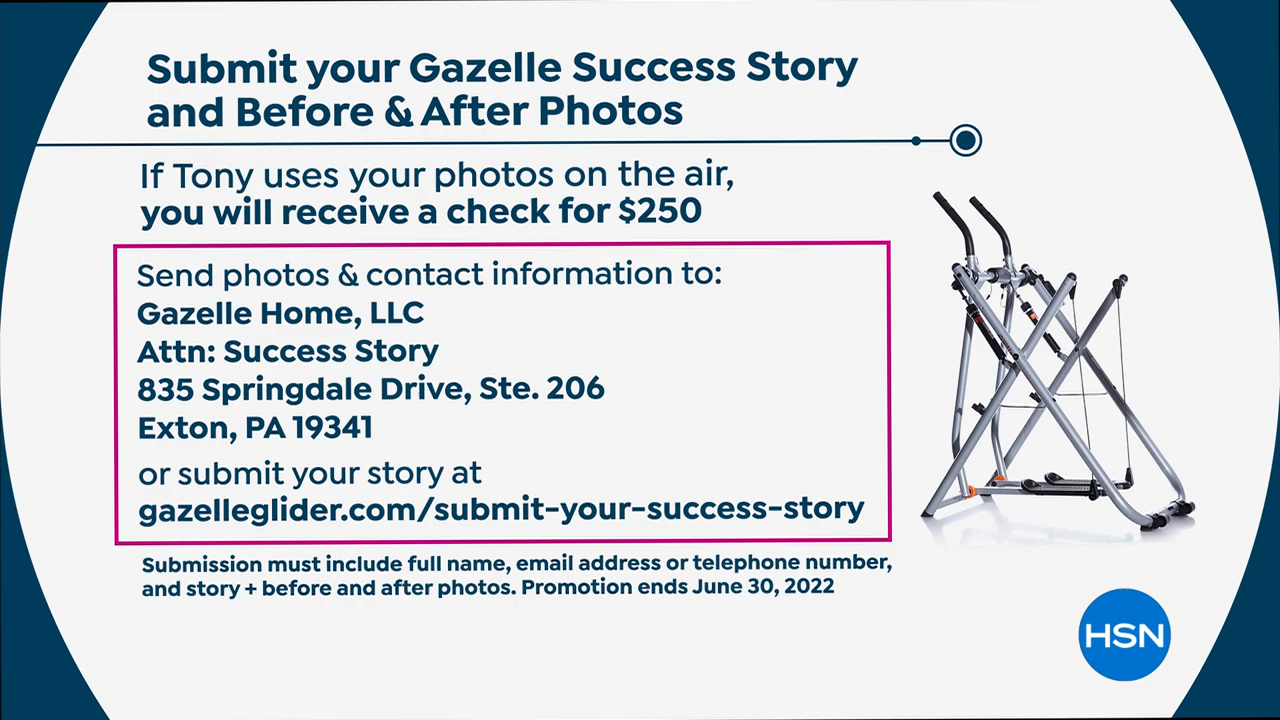 Submit your Gazelle Success Story
and Before & After Photos
If Tony uses your photos on the air,
you will receive a check for $250
Send photos & contact information to:
Gazelle Home, LLC
Attn: Success Story
835 Springdale Drive, Ste. 206
Exton, PA 19341
or submit your story at
gazelleglider.com/submit-your-success-story
Submission must include full name, email address or telephone number,
and story + before and after photos. Promotion ends June 30, 2022
HSN